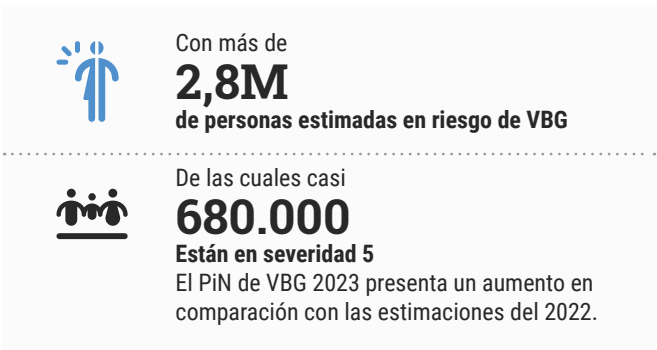 Con más de
2,8M
de personas estimadas en riesgo de VBG
De las cuales casi
680.000
Están en severidad 5
El PiN de VBG 2023 presenta un aumento en
comparación con las estimaciones del 2022.